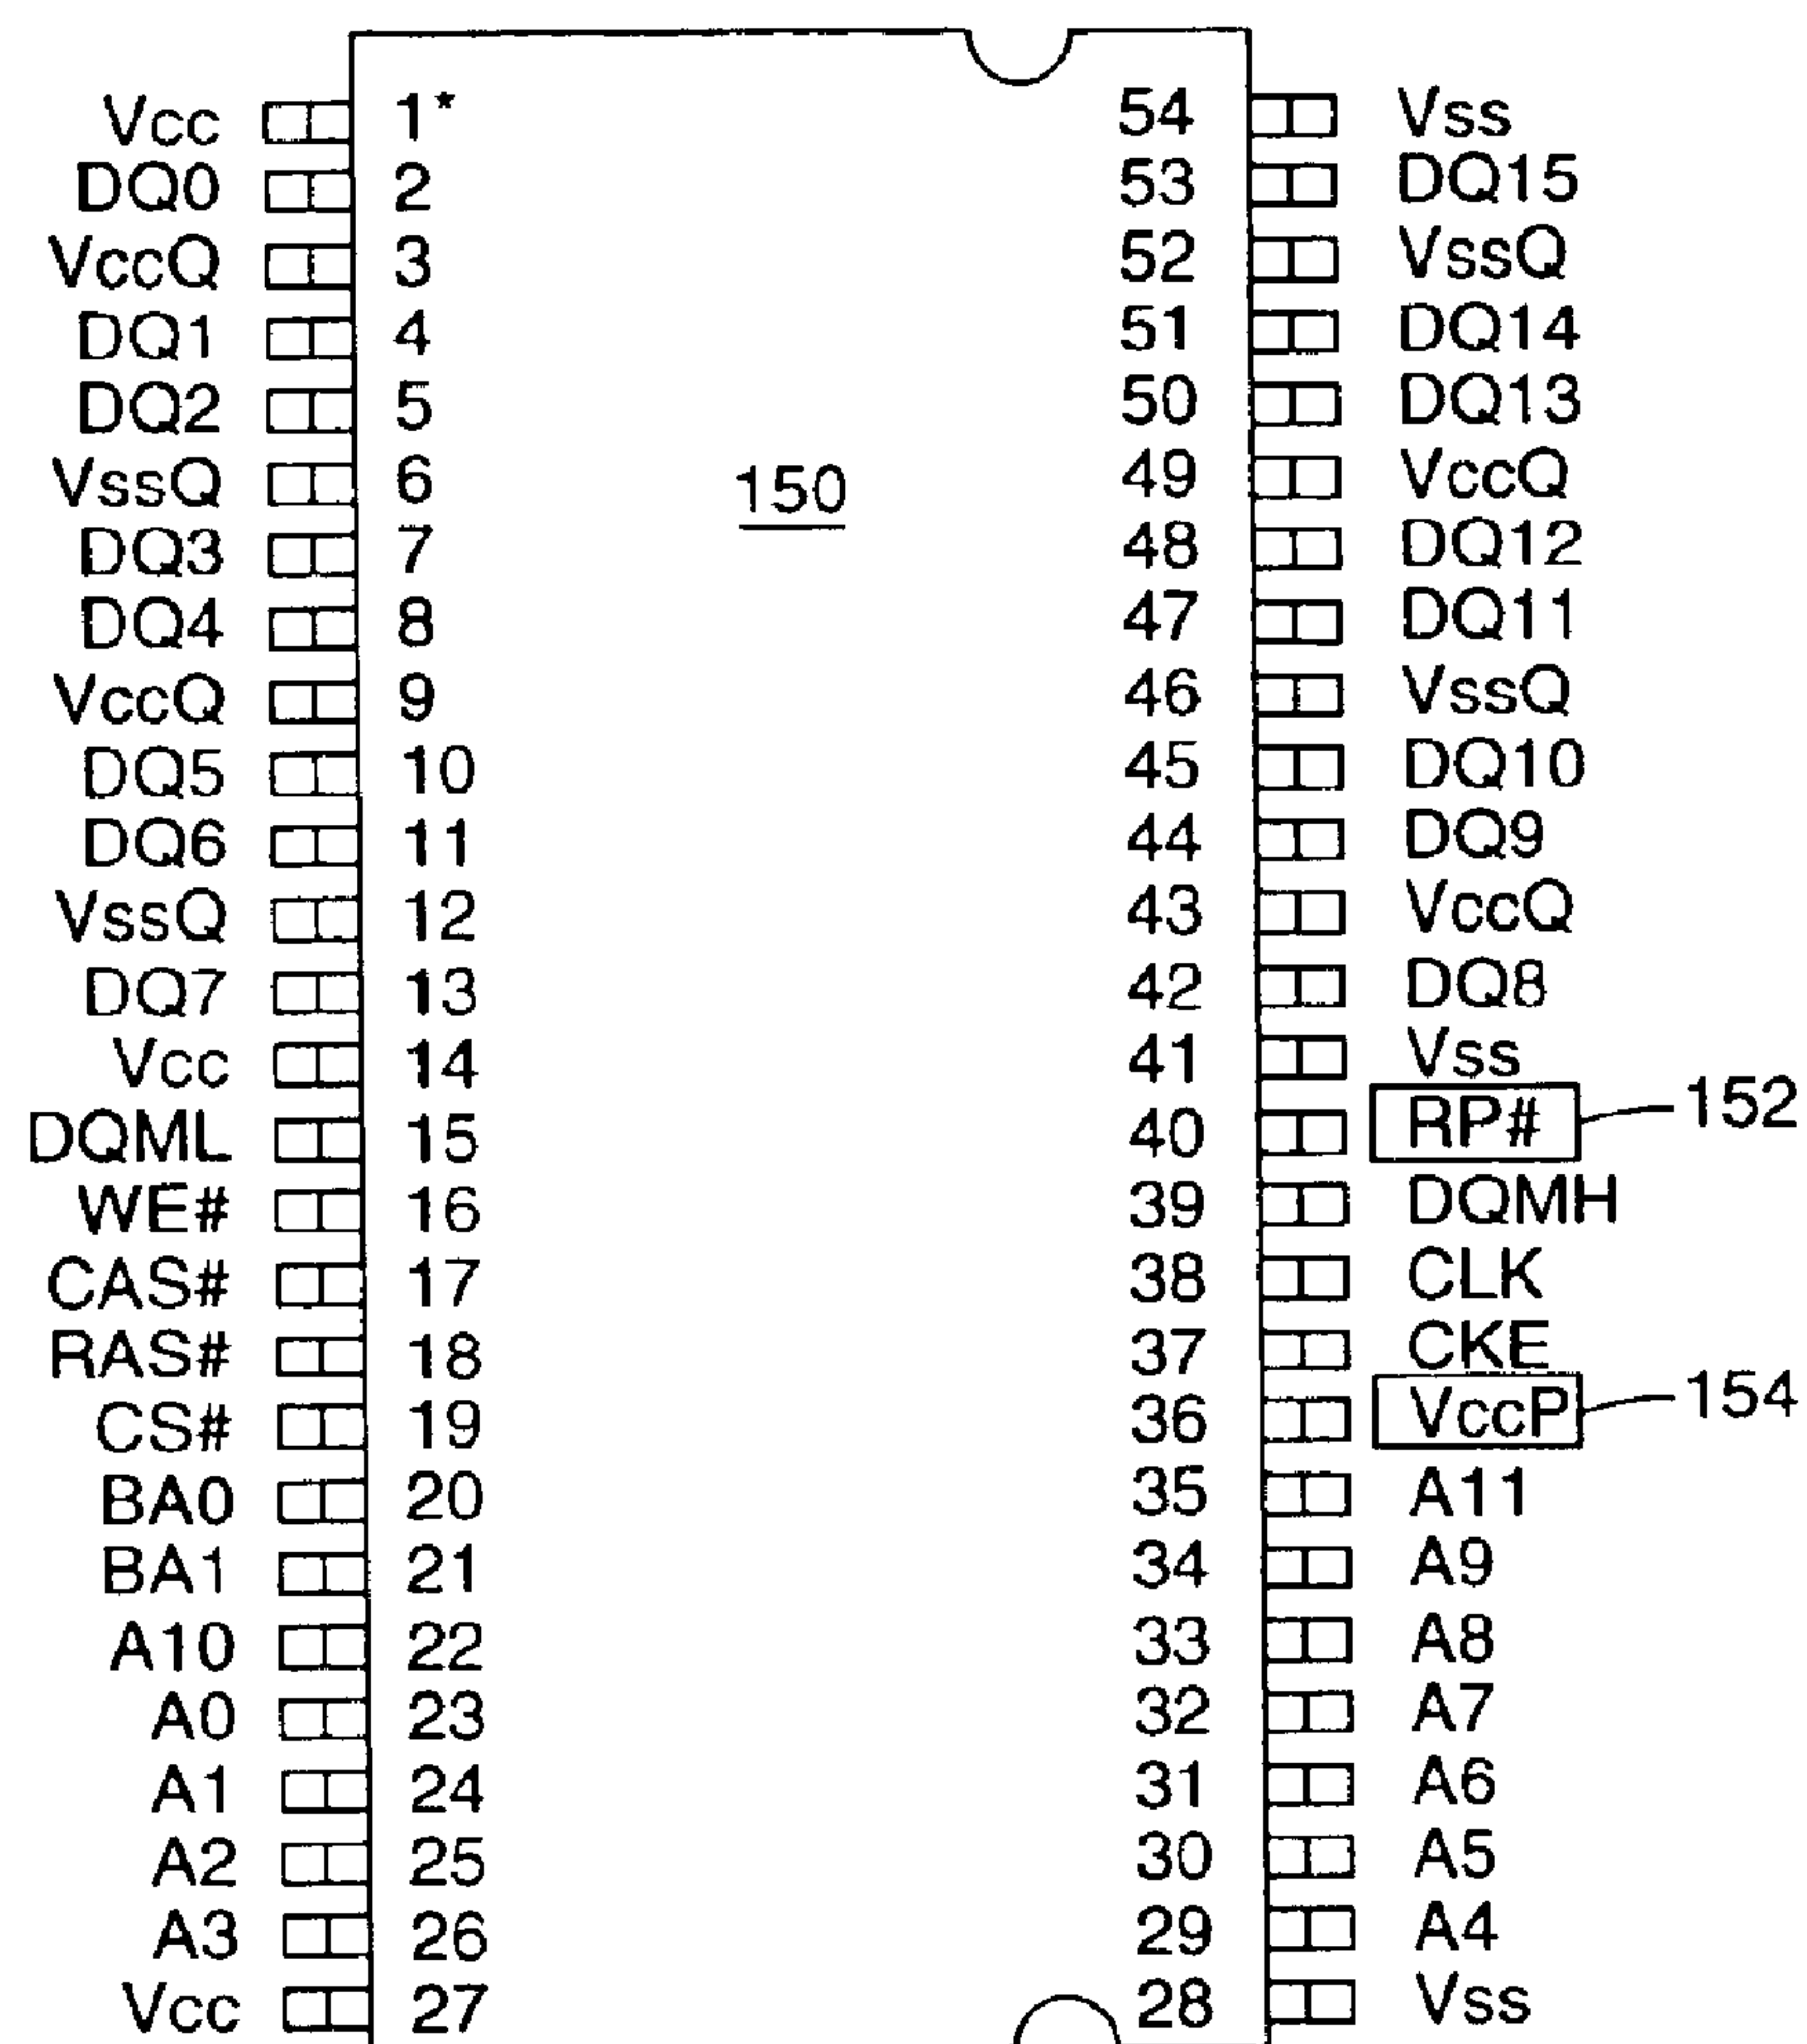 Vcc 1* 54 Vss
DQ0 2 53 DQ15
VccQ 3 52 VssQ
DQ1 4 51 DQ14
DQ2 5 50 DQ13
VssQ 6 150 49 VccQ
DQ3 7 48 DQ12
DQ4 8 47 DQ11
VccQ 9 46 VssQ
DQ5 10 45 DQ10
DQ6 11 44 DQ9
VssQ 12 43 VccQ
DQ7 13 42 DQ8
Vcc 14 41 Vss
DQML 15 40 RP# 152
WE# 16 39 DQMH
CAS# 17 38 CLK
RAS# 18 37 CKE
CS# 19 36 VccP 154
BA0 20 35 A11
BA1 21 34 A9
A10 22 33 A8
A0 23 32 A7
A1 24 31 A6
A2 25 30 A5
A3 26 29 A4
Vcc 27 28 Vss